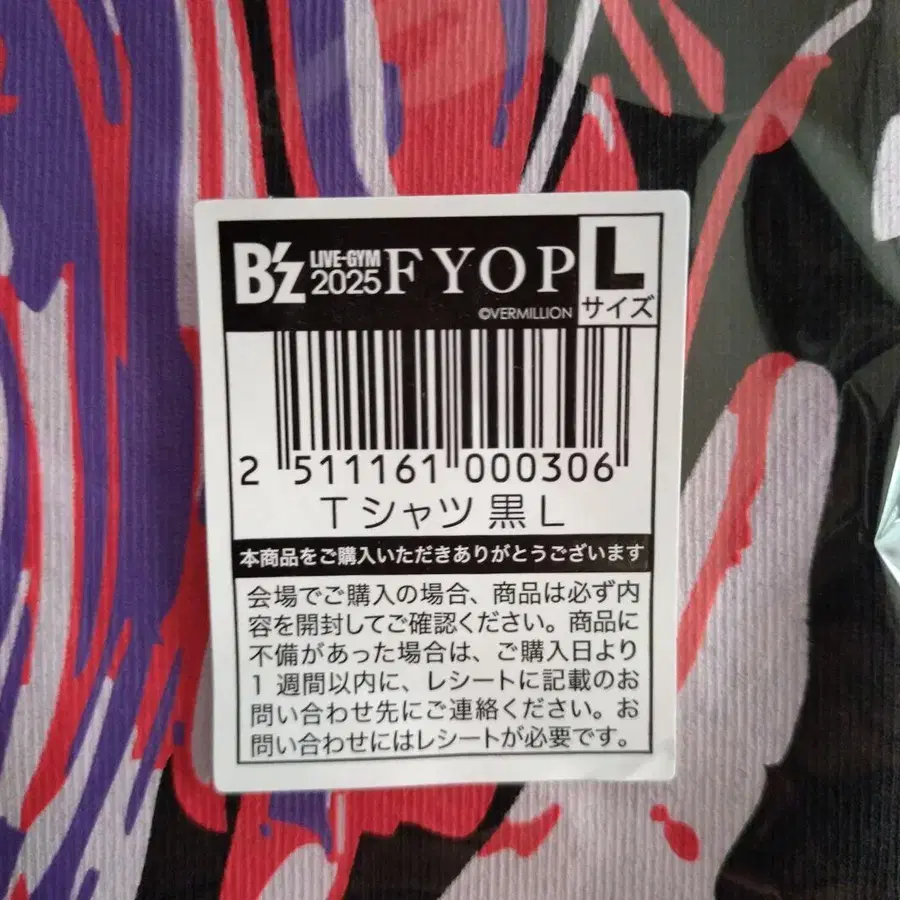 B'z LIVE-GYM 2025 FYOP L
©VERMILLION サイズ
2 511161 000306
Tシャツ 黒 L
本商品をご購入いただきありがとうございます
会場でご購入の場合、商品は必ず内
容を開封してご確認ください。商品に
不備があった場合は、ご購入日より
1週間以内に、レシートに記載のお
問い合わせ先にご連絡ください。お
問い合わせにはレシートが必要です。